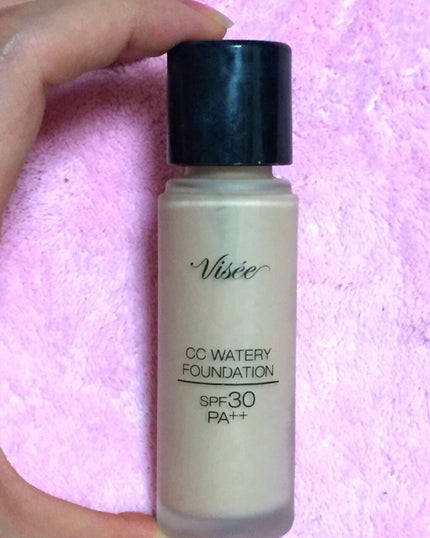 Visée
CC WATERY
FOUNDATION
SPF30
PA++